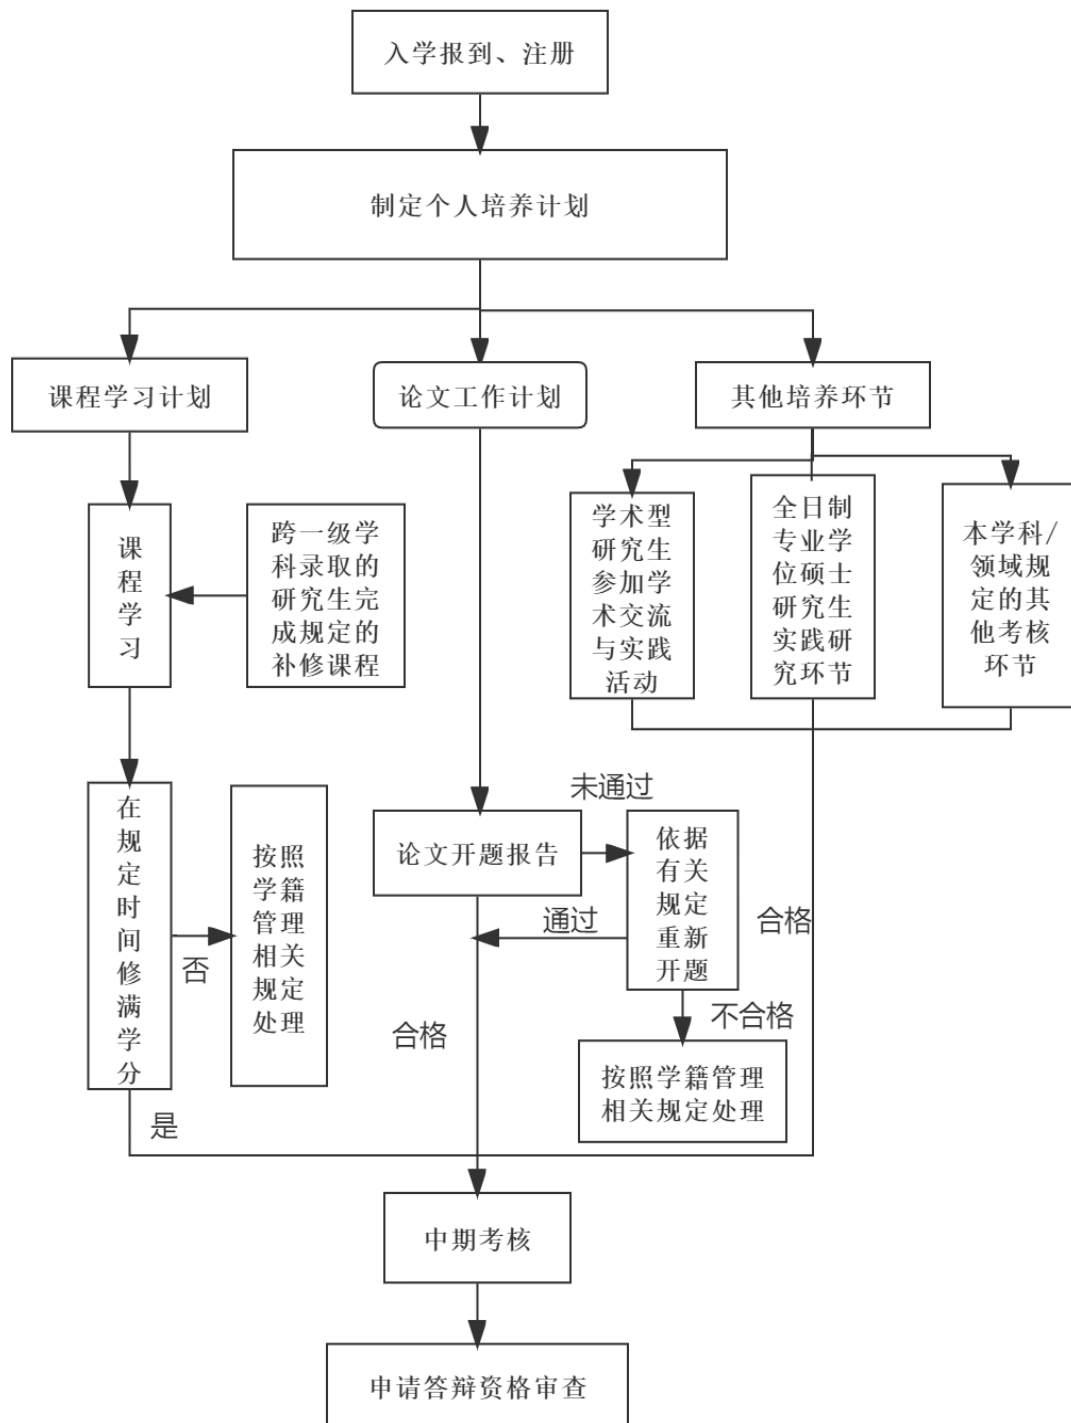 入学报到、注册
制定个人培养计划
课程学习计划
论文工作计划
其他培养环节
课
程
学
习
跨一级学
科录取的
研究生完
成规定的
补修课程
学术型
研究生
参加学
术交流
与实践
活动
全日制
专业学
位硕士
研究生
实践研
究环节
本学科/
领域规
定的其
他考核
环节
在
规
定
时
间
修
满
学
分
否
按照
学籍
管理
相关
规定
处理
是
论文开题报告
未通过
依据
有关
规定
重新
开题
通过
合格
不合格
按照学籍管理
相关规定处理
合格
中期考核
申请答辩资格审查